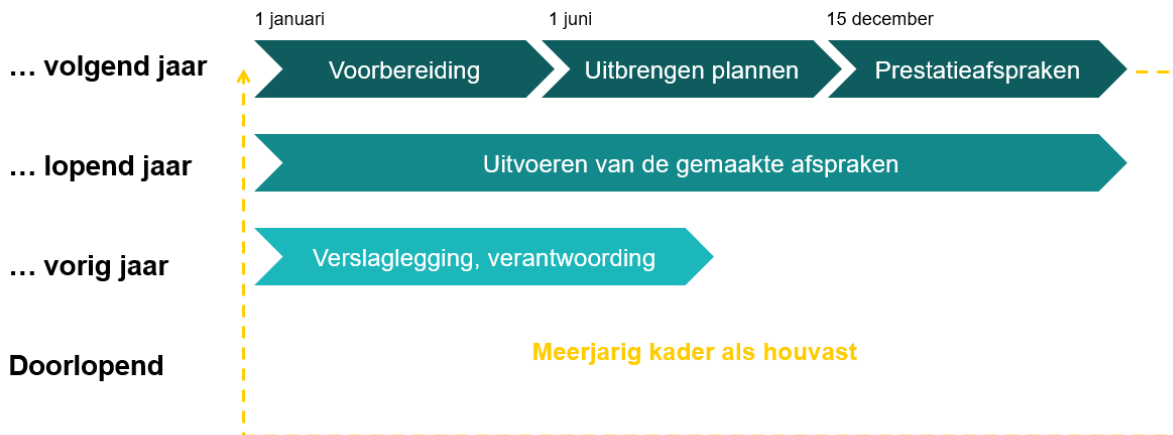 1 januari
1 juni
15 december
… volgend jaar
Voorbereiding
Uitbrengen plannen
Prestatieafspraken
… lopend jaar
Uitvoeren van de gemaakte afspraken
… vorig jaar
Verslaglegging, verantwoording
Doorlopend
Meerjarig kader als houvast